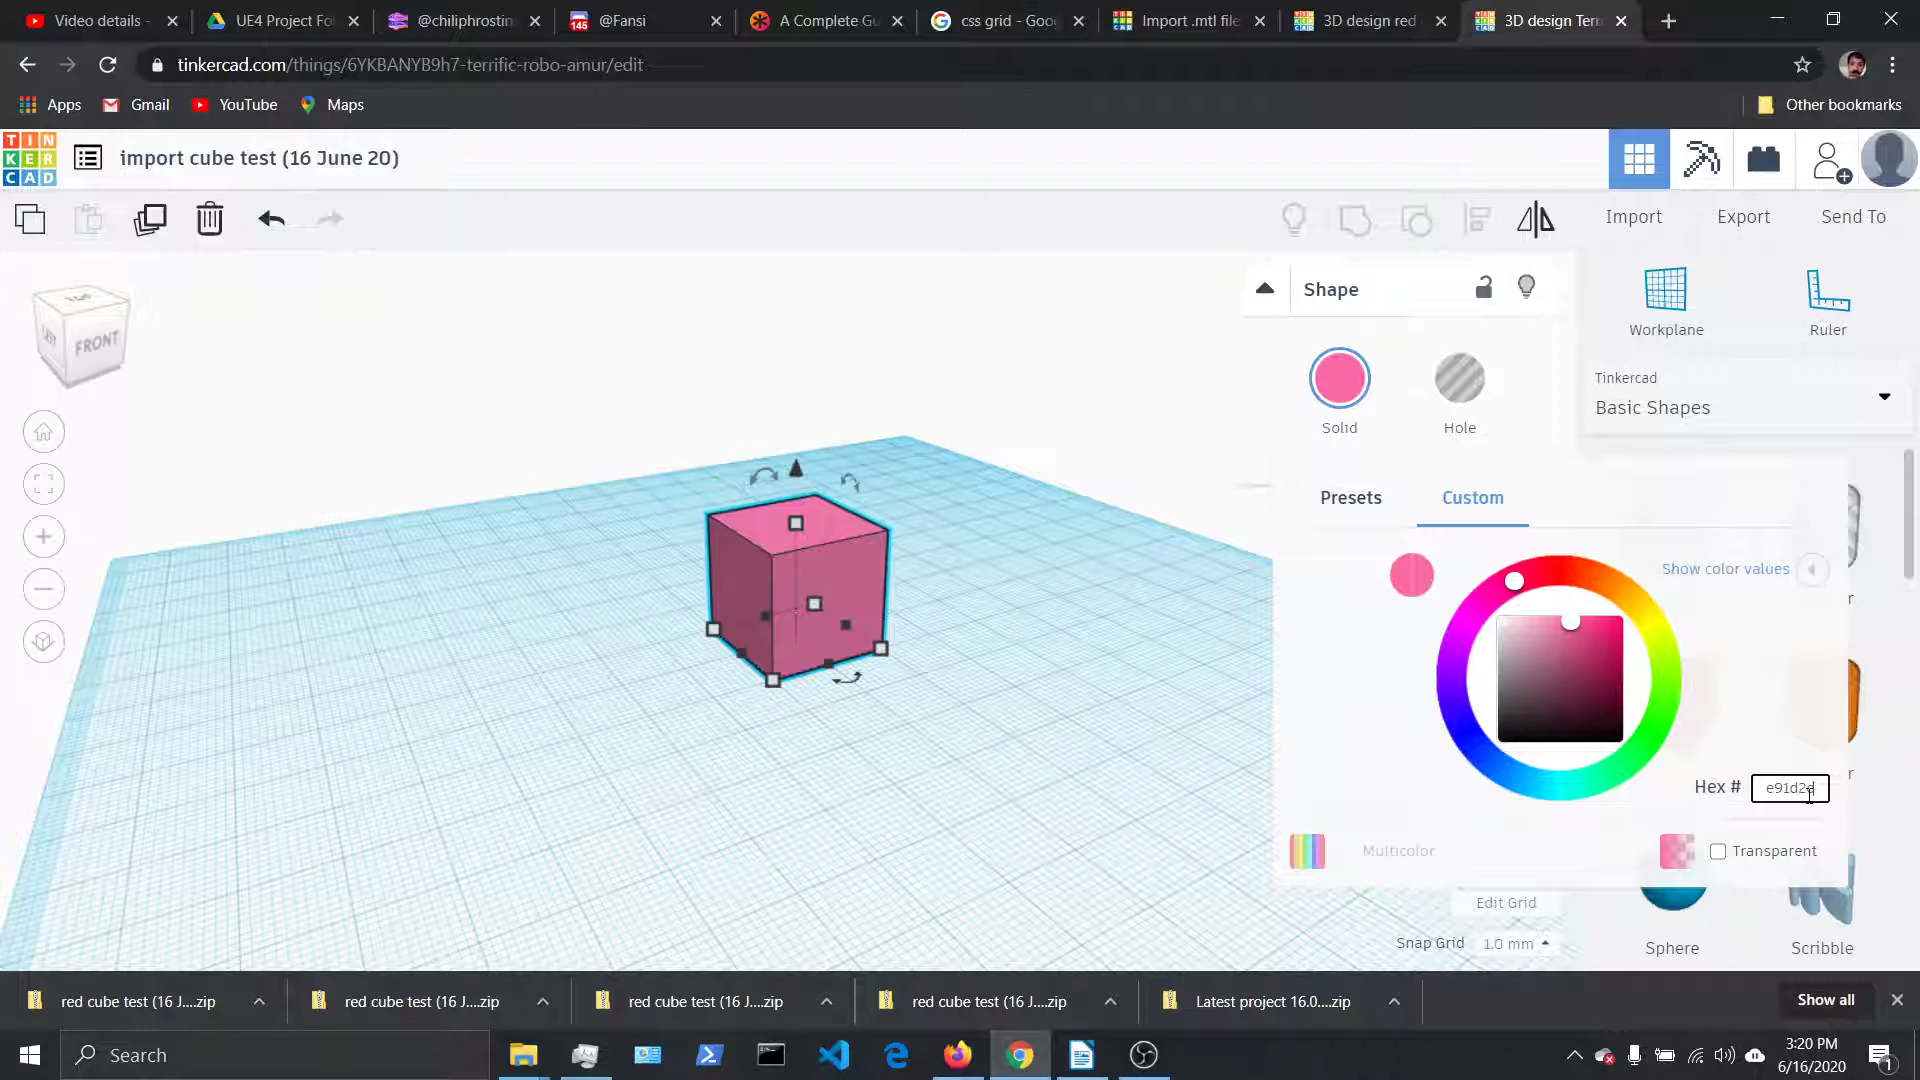 Video details -
UE4 Project Fo
@chiliphrostin
@Fansi
A Complete Gu
css grid - Goo
Import .mtl file
3D design red
3D design Terr
tinkercad.com/things/6YKBANYB9h7-terrific-robo-amur/edit
Apps
Gmail
YouTube
Maps
Other bookmarks
TIN
KER
CAD
import cube test (16 June 20)
Import
Export
Send To
TOP
LEFT
FRONT
Shape
Solid
Hole
Workplane
Ruler
Tinkercad
Basic Shapes
Presets
Custom
Show color values
r
r
Hex #
Multicolor
Transparent
Edit Grid
Snap Grid 1.0 mm
Sphere
Scribble
red cube test (16 J....zip
red cube test (16 J....zip
red cube test (16 J....zip
red cube test (16 J....zip
Latest project 16.0....zip
Show all
Search
3:20 PM
6/16/2020
145
1